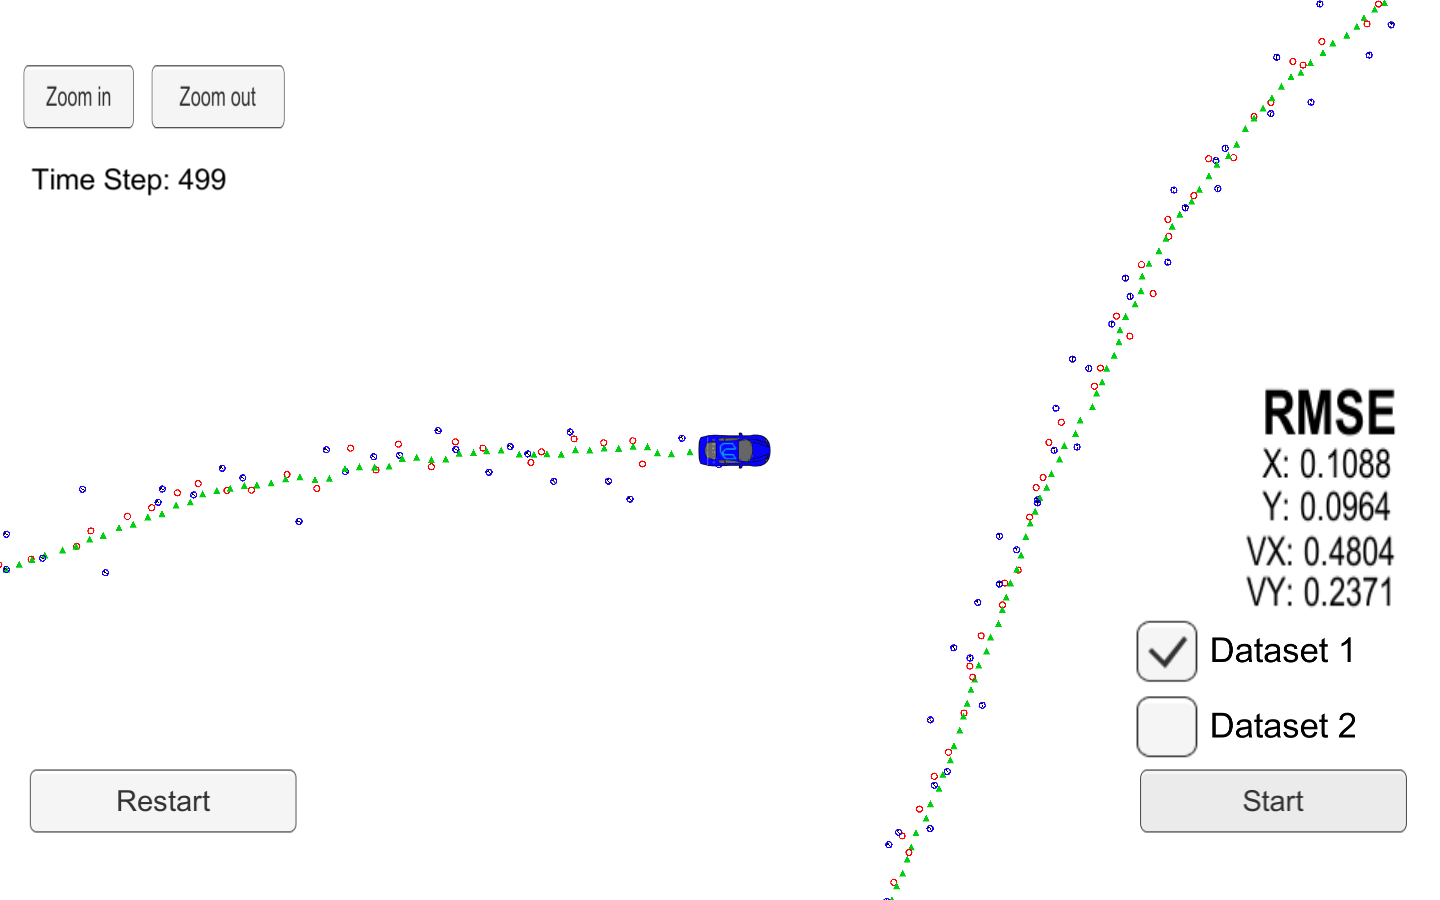 Zoom in
Zoom out
Time Step: 499
RMSE
X: 0.1088
Y: 0.0964
VX: 0.4804
VY: 0.2371
Dataset 1
Dataset 2
Restart
Start